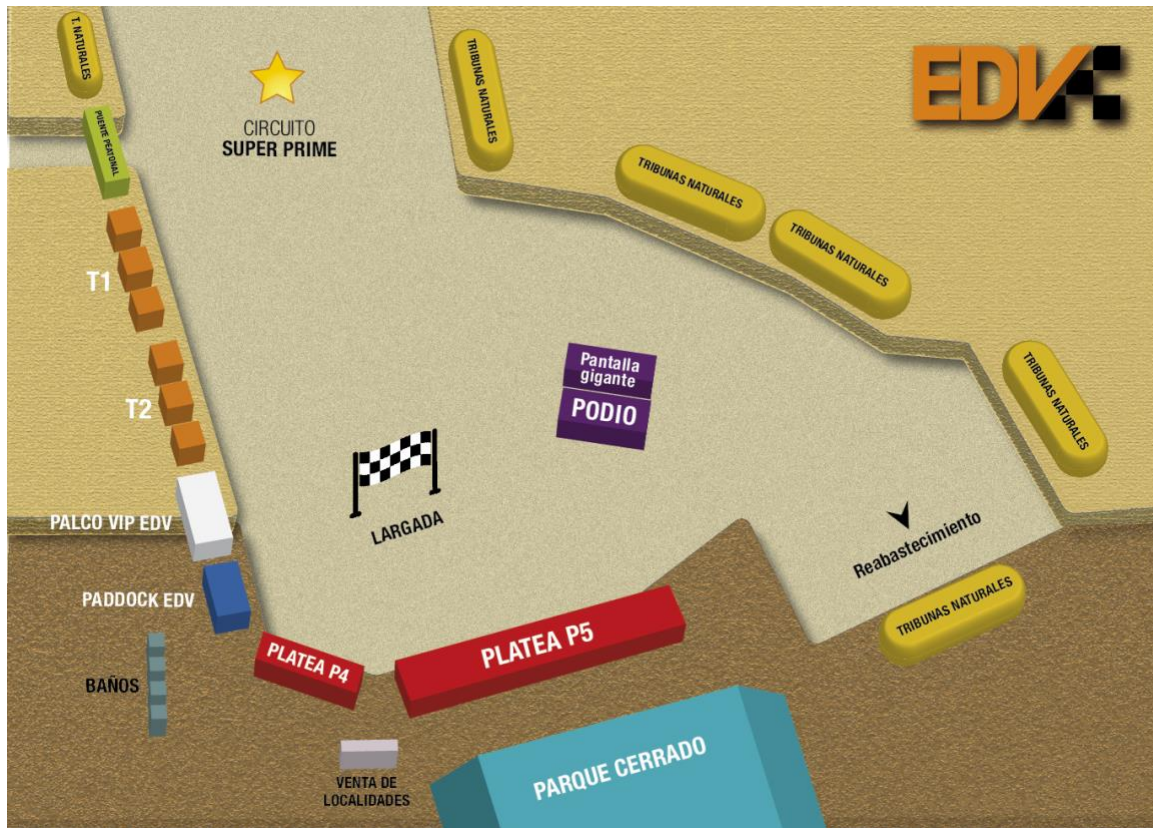 T. NATURALES
EDV
TRIBUNAS NATURALES
CIRCUITO
SUPER PRIME
PUENTE PEATONAL
TRIBUNAS NATURALES
TRIBUNAS NATURALES
T1
Pantalla
gigante
PODIO
TRIBUNAS NATURALES
T2
PALCO VIP EDV
LARGADA
Reabastecimiento
PADDOCK EDV
TRIBUNAS NATURALES
PLATEA P4
PLATEA P5
BAÑOS
PARQUE CERRADO
VENTA DE
LOCALIDADES